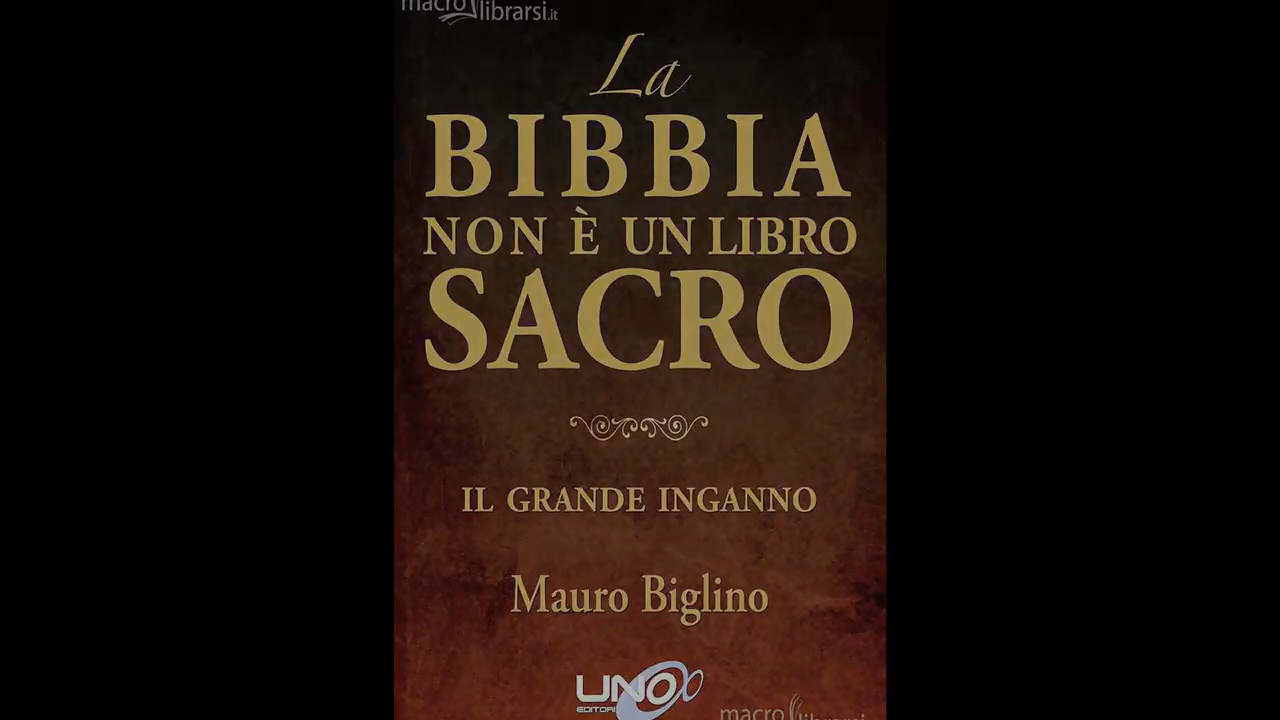 macrolibrarsi.it
La
BIBBIA
NON È UN LIBRO
SACRO
IL GRANDE INGANNO
Mauro Biglino
UNO
EDITORI
macrolibrarsi